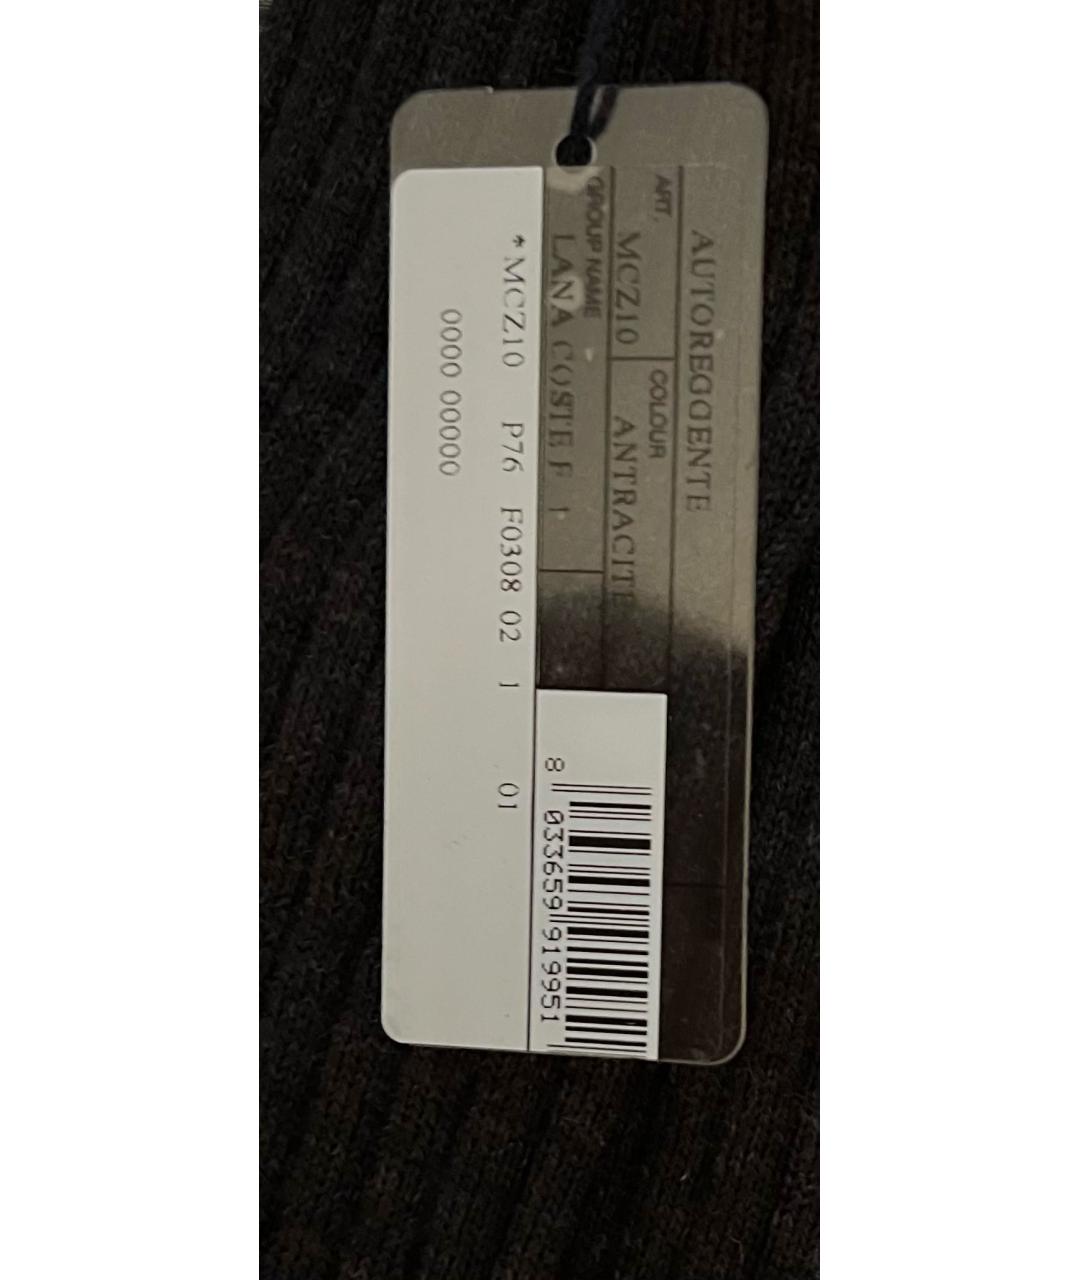 AUTOREGGENTE
ART. COLOUR
MCZ10 ANTRACITE
GROUP NAME
LANA COSTE F 1
*MCZ10 P76 F0308 02 1 01
0000 00000
8 033659 919951